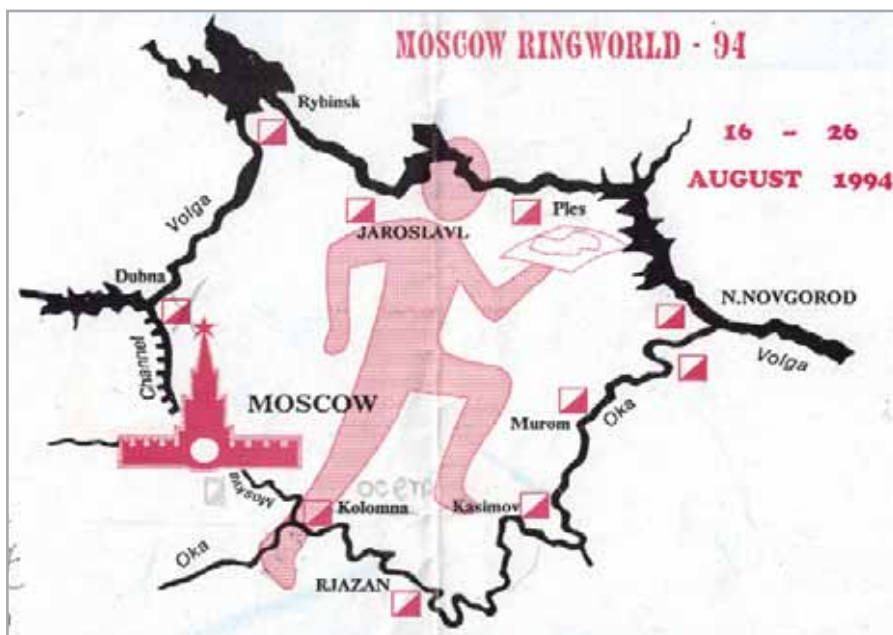 MOSCOW RINGWORLD - 94
16 - 26
AUGUST 1994
Rybinsk
Volga
JAROSLAVL
Ples
Dubna
N.NOVGOROD
Channel
Volga
MOSCOW
Oka
Murom
Moskva
Kolomna
Kasimov
Oka
RJAZAN